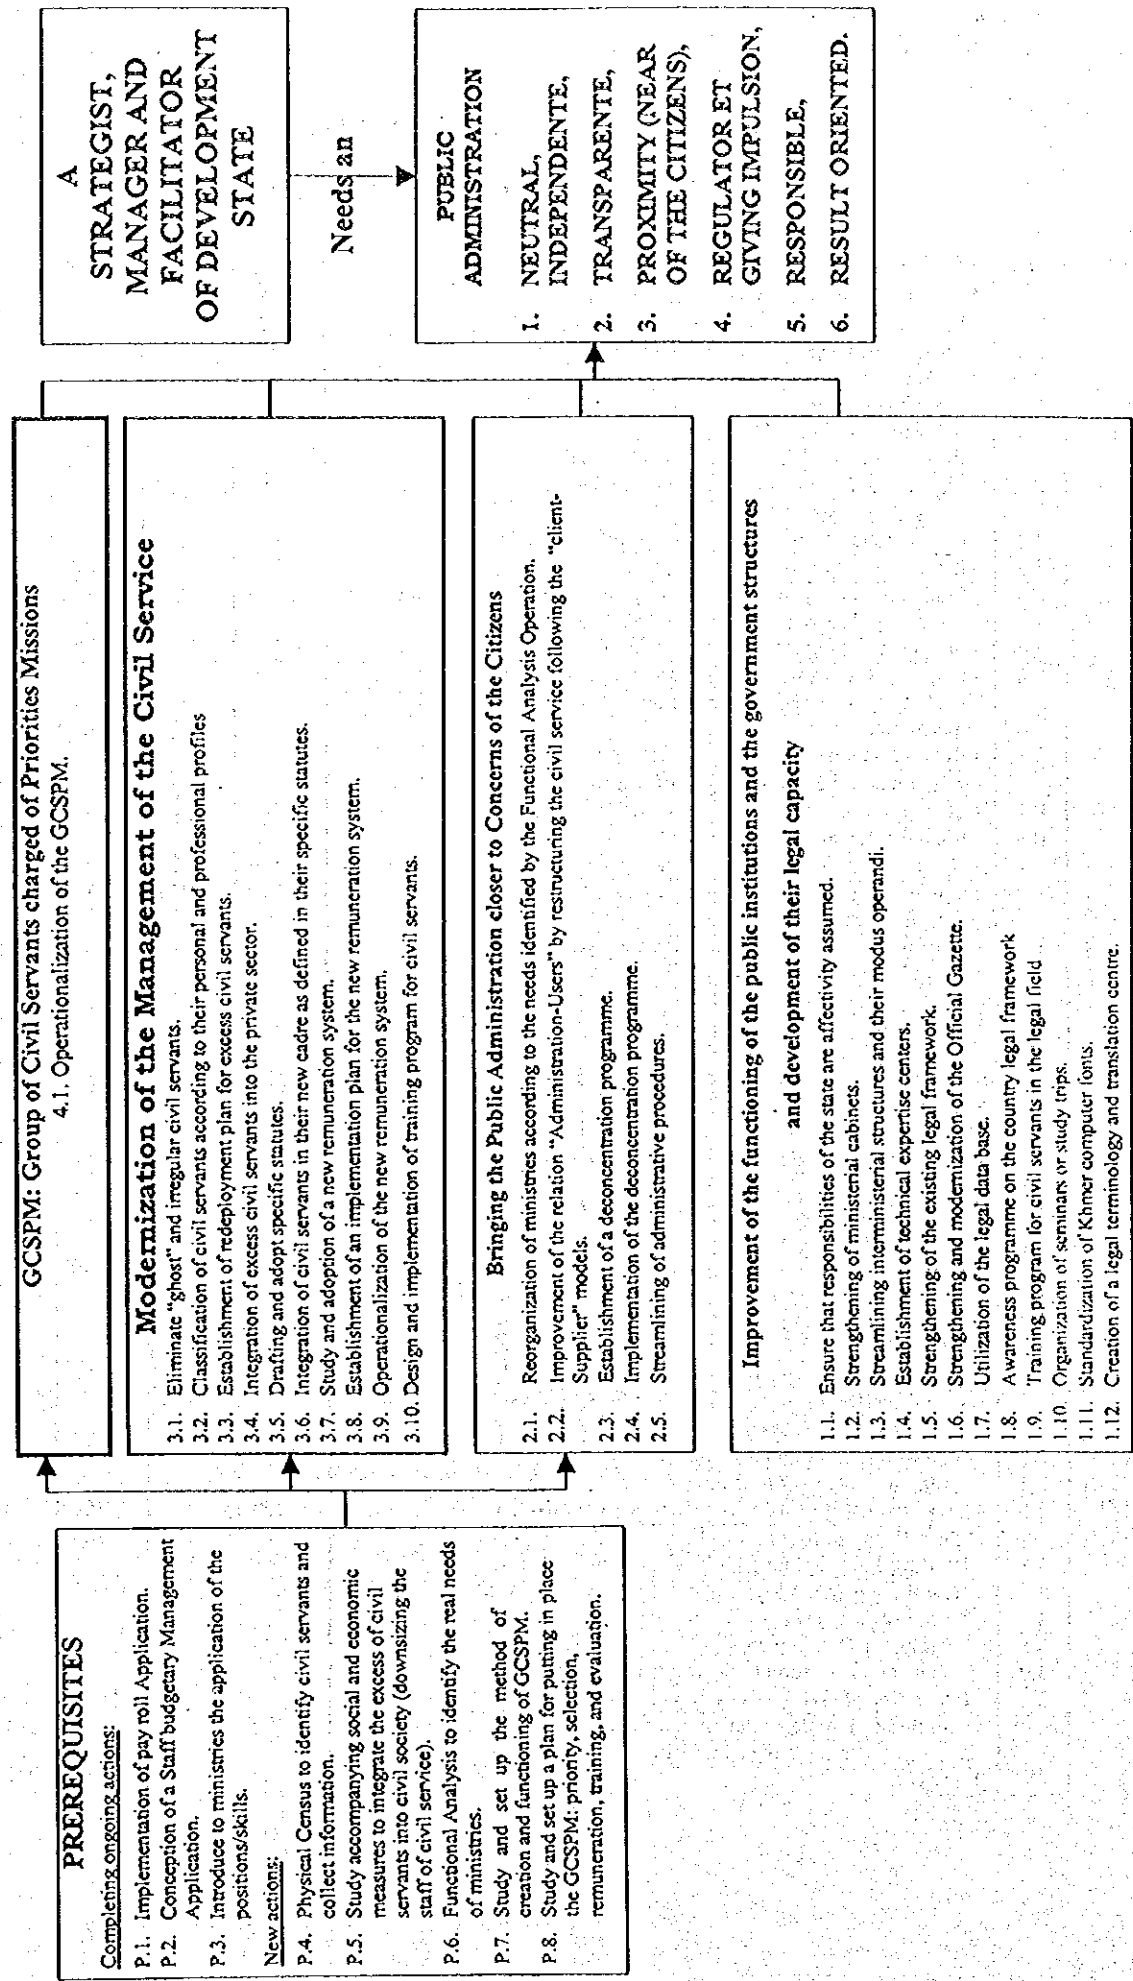 PREREQUISITES
Completing ongoing actions:
P.1. Implementation of pay roll Application.
P.2. Conception of a Staff budgetary Management
Application.
P.3. Introduce to ministries the application of the
positions/skills.
New actions:
P.4. Physical Census to identify civil servants and
collect information.
P.5. Study accompanying social and economic
measures to integrate the excess of civil
servants into civil society (downsizing the
staff of civil service).
P.6. Functional Analysis to identify the real needs
of ministries.
P.7. Study and set up the method of
creation and functioning of GCSPM.
P.8. Study and set up a plan for putting in place
the GCSPM: priority, selection,
remuneration, training, and evaluation.
GCSPM: Group of Civil Servants charged of Priorities Missions
4.1. Operationalization of the GCSPM.
Modernization of the Management of the Civil Service
3.1. Eliminate "ghost" and irregular civil servants.
3.2. Classification of civil servants according to their personal and professional profiles
3.3. Establishment of redeployment plan for excess civil servants.
3.4. Integration of excess civil servants into the private sector.
3.5. Drafting and adopt specific statutes.
3.6. Integration of civil servants in their new cadre as defined in their specific statutes.
3.7. Study and adoption of a new remuneration system.
3.8. Establishment of an implementation plan for the new remuneration system.
3.9. Operationalization of the new remuneration system.
3.10. Design and implementation of training program for civil servants.
Bringing the Public Administration closer to Concerns of the Citizens
2.1. Reorganization of ministries according to the needs identified by the Functional Analysis Operation.
2.2. Improvement of the relation "Administration-Users" by restructuring the civil service following the "client-
Supplier" models.
2.3. Establishment of a deconcentration programme.
2.4. Implementation of the deconcentration programme.
2.5. Streamlining of administrative procedures.
Improvement of the functioning of the public institutions and the government structures
and development of their legal capacity
1.1. Ensure that responsibilities of the state are affectivity assumed.
1.2. Strengthening of ministerial cabinets.
1.3. Streamlining interministerial structures and their modus operandi.
1.4. Establishment of technical expertise centers.
1.5. Strengthening of the existing legal framework.
1.6. Strengthening and modernization of the Official Gazette.
1.7. Utilization of the legal data base.
1.8. Awareness programme on the country legal framework
1.9. Training program for civil servants in the legal field
1.10. Organization of seminars or study trips.
1.11. Standardization of Khmer computer fonts.
1.12. Creation of a legal terminology and translation centre.
A
STRATEGIST,
MANAGER AND
FACILITATOR
OF DEVELOPMENT
STATE
Needs an
PUBLIC
ADMINISTRATION
1. NEUTRAL,
INDEPENDENTE,
2. TRANSPARENTE,
3. PROXIMITY (NEAR
OF THE CITIZENS),
4. REGULATOR ET
GIVING IMPULSION,
5. RESPONSIBLE,
6. RESULT ORIENTED.